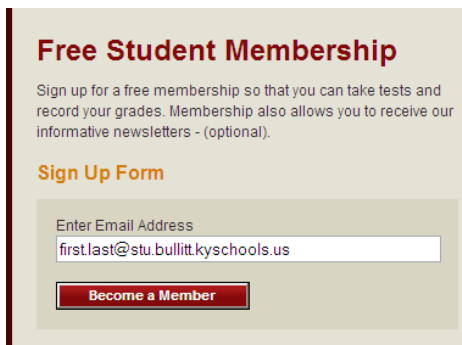 Free Student Membership
Sign up for a free membership so that you can take tests and
record your grades. Membership also allows you to receive our
informative newsletters - (optional).
Sign Up Form
Enter Email Address
first.last@stu.bullitt.kyschools.us
Become a Member